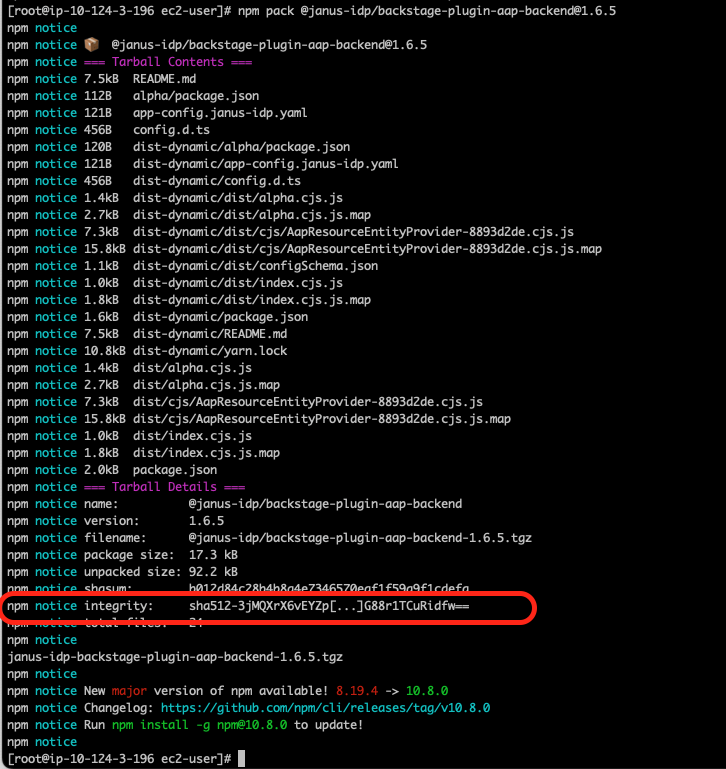 [root@ip-10-124-3-196 ec2-user]# npm pack @janus-idp/backstage-plugin-aap-backend@1.6.5
npm notice
npm notice 📦  @janus-idp/backstage-plugin-aap-backend@1.6.5
npm notice === Tarball Contents ===
npm notice 7.5kB  README.md
npm notice 112B   alpha/package.json
npm notice 121B   app-config.janus-idp.yaml
npm notice 456B   config.d.ts
npm notice 120B   dist-dynamic/alpha/package.json
npm notice 121B   dist-dynamic/app-config.janus-idp.yaml
npm notice 456B   dist-dynamic/config.d.ts
npm notice 1.4kB  dist-dynamic/dist/alpha.cjs.js
npm notice 2.7kB  dist-dynamic/dist/alpha.cjs.js.map
npm notice 7.3kB  dist-dynamic/dist/cjs/AapResourceEntityProvider-8893d2de.cjs.js
npm notice 15.8kB dist-dynamic/dist/cjs/AapResourceEntityProvider-8893d2de.cjs.js.map
npm notice 1.1kB  dist-dynamic/dist/configSchema.json
npm notice 1.0kB  dist-dynamic/dist/index.cjs.js
npm notice 1.8kB  dist-dynamic/dist/index.cjs.js.map
npm notice 1.6kB  dist-dynamic/package.json
npm notice 7.5kB  dist-dynamic/README.md
npm notice 10.8kB dist-dynamic/yarn.lock
npm notice 1.4kB  dist/alpha.cjs.js
npm notice 2.7kB  dist/alpha.cjs.js.map
npm notice 7.3kB  dist/cjs/AapResourceEntityProvider-8893d2de.cjs.js
npm notice 15.8kB dist/cjs/AapResourceEntityProvider-8893d2de.cjs.js.map
npm notice 1.0kB  dist/index.cjs.js
npm notice 1.8kB  dist/index.cjs.js.map
npm notice 2.0kB  package.json
npm notice === Tarball Details ===
npm notice name:          @janus-idp/backstage-plugin-aap-backend
npm notice version:       1.6.5
npm notice filename:      @janus-idp/backstage-plugin-aap-backend-1.6.5.tgz
npm notice package size:  17.3 kB
npm notice unpacked size: 92.2 kB
npm notice shasum:
npm notice integrity:     sha512-3jMQXrX6vEYZp[...]G88r1TCuRidfw==
npm notice total files:   24
npm notice
janus-idp-backstage-plugin-aap-backend-1.6.5.tgz
npm notice
npm notice New major version of npm available! 8.19.4 -> 10.8.0
npm notice Changelog: https://github.com/npm/cli/releases/tag/v10.8.0
npm notice Run npm install -g npm@10.8.0 to update!
npm notice
[root@ip-10-124-3-196 ec2-user]#